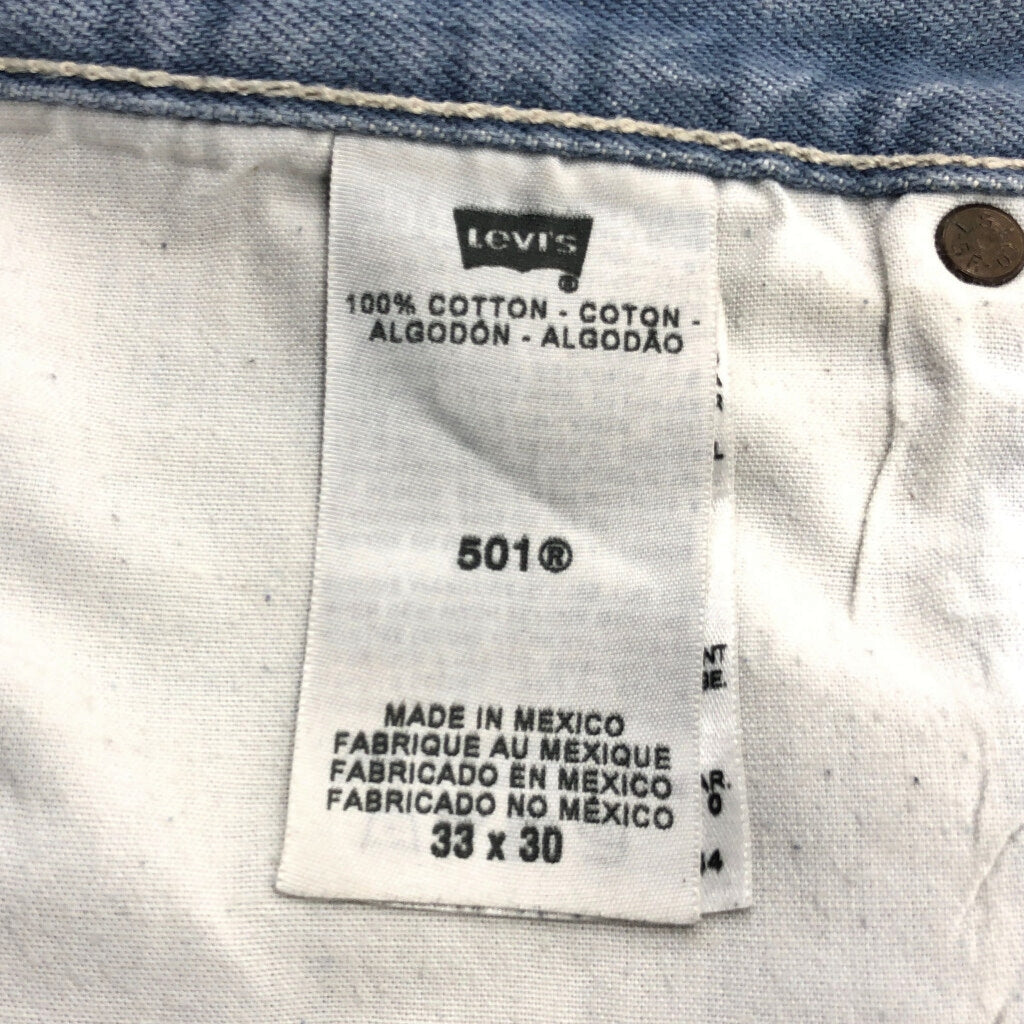 Levi's
®
100% COTTON - COTON -
ALGODÓN - ALGODÃO
501®
MADE IN MEXICO
FABRIQUE AU MEXIQUE
FABRICADO EN MEXICO
FABRICADO NO MÉXICO
33 x 30